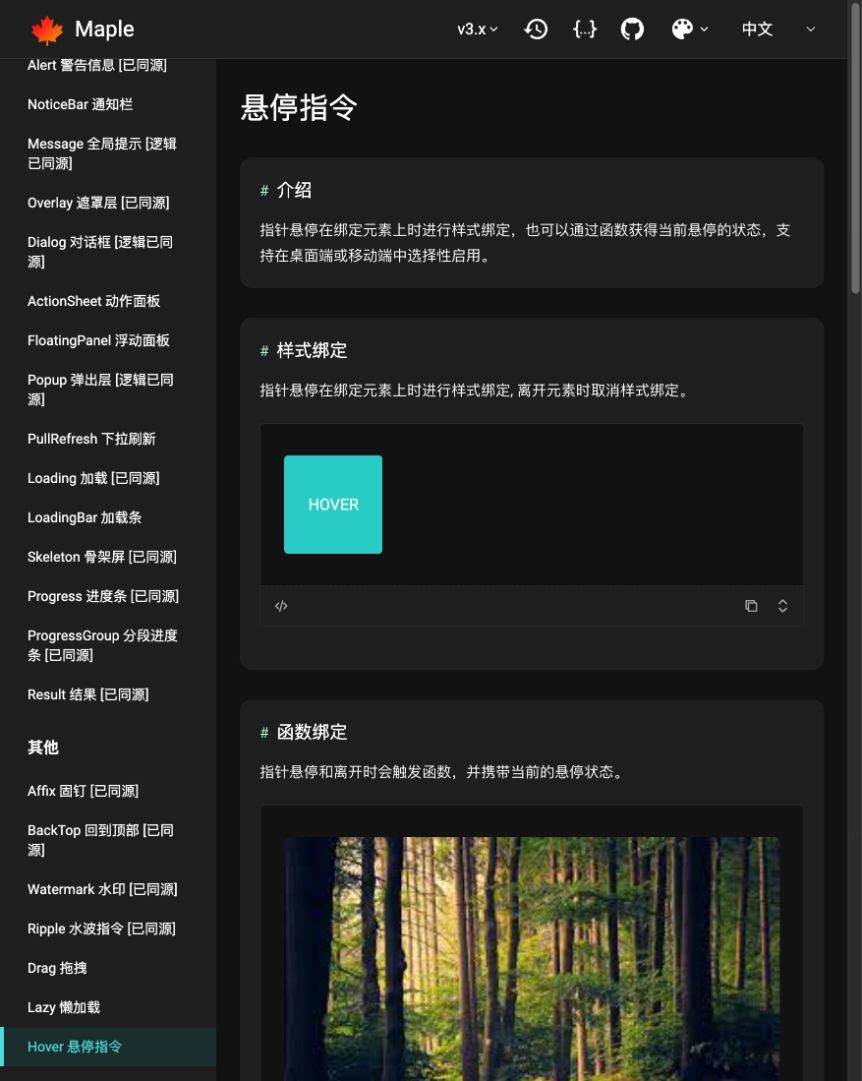 Maple
v3.x
{..}
中文
Alert 警告信息 [已同源]
NoticeBar 通知栏
Message 全局提示 [逻辑
已同源]
Overlay 遮罩层 [已同源]
Dialog 对话框 [逻辑已同
源]
ActionSheet 动作面板
FloatingPanel 浮动面板
Popup 弹出层 [逻辑已同
源]
PullRefresh 下拉刷新
Loading 加载 [已同源]
LoadingBar 加载条
Skeleton 骨架屏 [已同源]
Progress 进度条 [已同源]
ProgressGroup 分段进度
条 [已同源]
Result 结果 [已同源]
其他
Affix 固钉 [已同源]
BackTop 回到顶部 [已同
源]
Watermark 水印 [已同源]
Ripple 水波指令 [已同源]
Drag 拖拽
Lazy 懒加载
Hover 悬停指令
悬停指令
# 介绍
指针悬停在绑定元素上时进行样式绑定，也可以通过函数获得当前悬停的状态，支
持在桌面端或移动端中选择性启用。
# 样式绑定
指针悬停在绑定元素上时进行样式绑定, 离开元素时取消样式绑定。
HOVER
</>
# 函数绑定
指针悬停和离开时会触发函数，并携带当前的悬停状态。